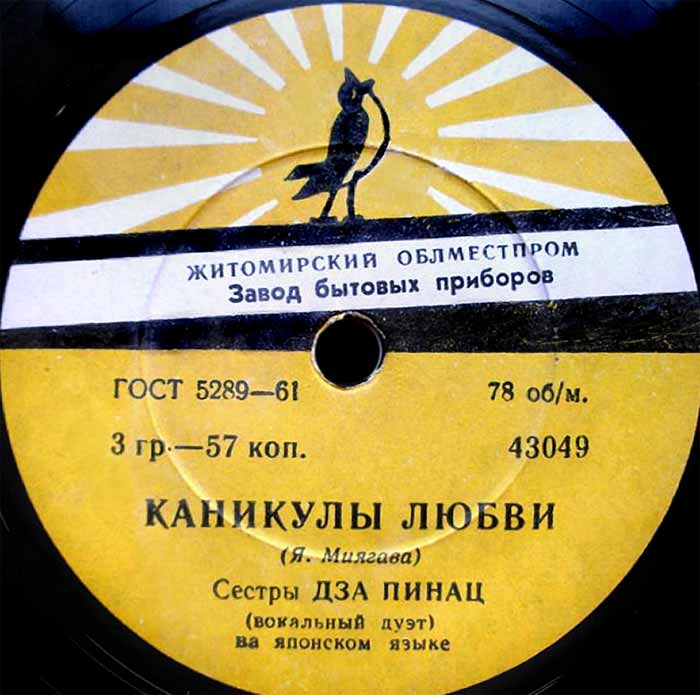 ЖИТОМИРСКИЙ ОБЛМЕСТПРОМ
Завод бытовых приборов
ГОСТ 5289—61 78 об/м.
3 гр.—57 коп. 43049
КАНИКУЛЫ ЛЮБВИ
(Я. Миягава)
Сестры ДЗА ПИНАЦ
(вокальный дуэт)
на японском языке